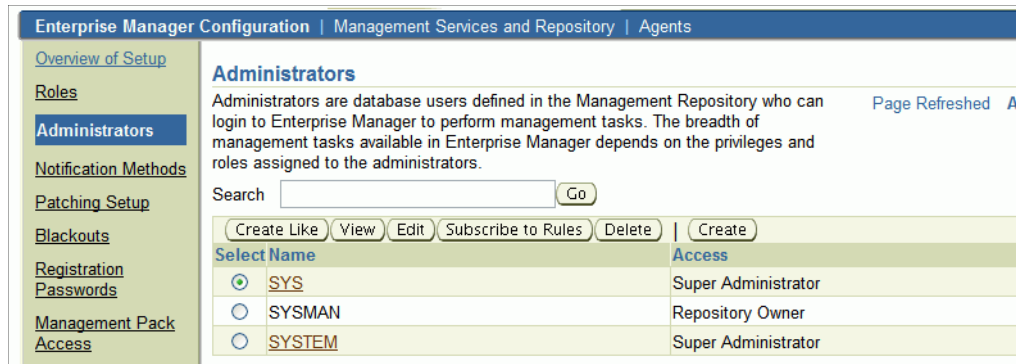 Enterprise Manager Configuration | Management Services and Repository | Agents
Overview of Setup
Roles
Administrators
Notification Methods
Patching Setup
Blackouts
Registration
Passwords
Management Pack
Access
Administrators
Administrators are database users defined in the Management Repository who can
login to Enterprise Manager to perform management tasks. The breadth of
management tasks available in Enterprise Manager depends on the privileges and
roles assigned to the administrators.
Page Refreshed A
Search Go
Create Like View Edit Subscribe to Rules Delete | Create
Select Name Access
SYS Super Administrator
SYSMAN Repository Owner
SYSTEM Super Administrator